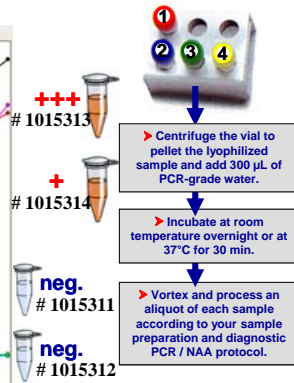 1
2
3
4
+++
# 1015313
+
# 1015314
neg.
# 1015311
neg.
# 1015312
➤ Centrifuge the vial to
pellet the lyophilized
sample and add 300 µL of
PCR-grade water.
➤ Incubate at room
temperature overnight or at
37°C for 30 min.
➤ Vortex and process an
aliquot of each sample
according to your sample
preparation and diagnostic
PCR / NAA protocol.